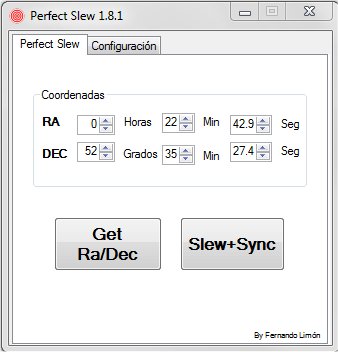 Perfect Slew 1.8.1
Perfect Slew Configuración
Coordenadas
RA 0 Horas 22 Min 42.9 Seg
DEC 52 Grados 35 Min 27.4 Seg
Get Ra/Dec
Slew+Sync
By Fernando Limón